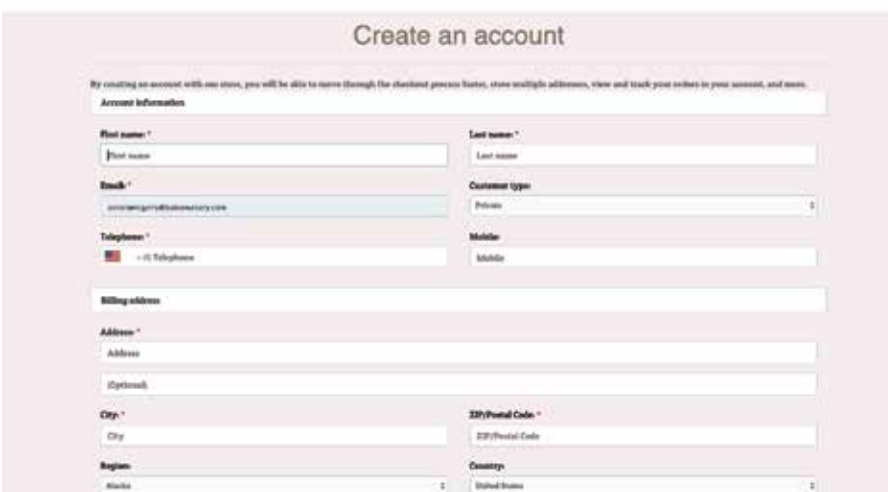 Create an account
By creating an account with our store, you will be able to move through the checkout process faster, store multiple addresses, view and track your orders in your account, and more.
Account information
First name: * Last name: *
First name Last name
Email: * Customer type:
Private
Telephone: * Mobile:
Telephone Mobile
Billing address
Address: *
Address
(Optional)
City: * ZIP/Postal Code: *
City ZIP/Postal Code
Region: Country:
Alaska United States